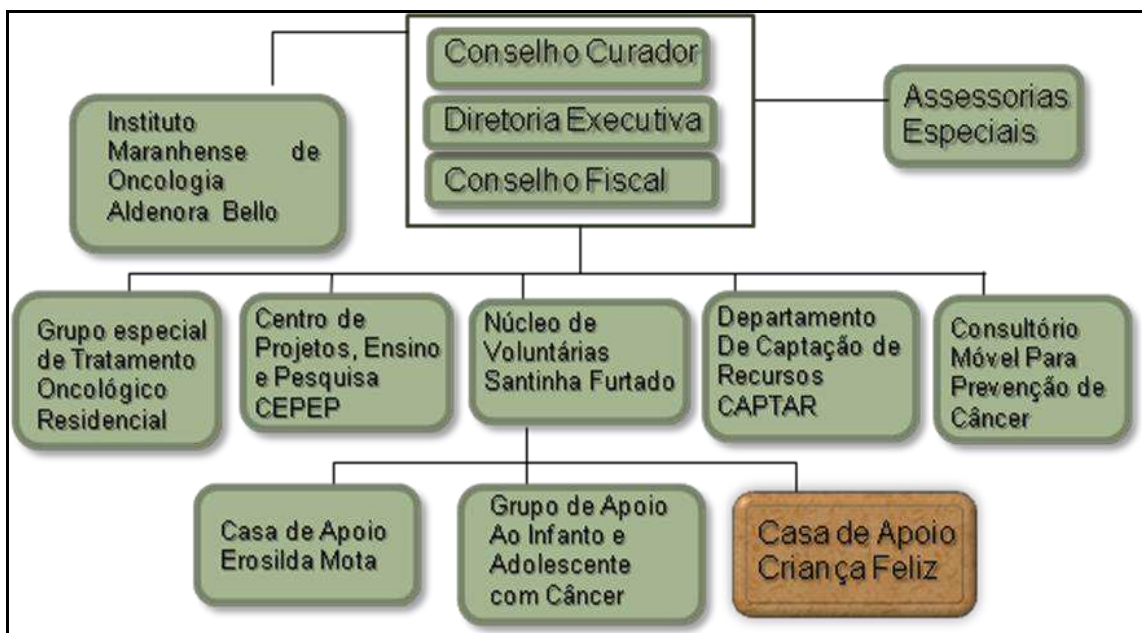 Conselho Curador
Diretoria Executiva
Conselho Fiscal
Instituto
Maranhense de
Oncologia
Aldenora Bello
Assessorias
Especiais
Grupo especial
de Tratamento
Oncológico
Residencial
Centro de
Projetos, Ensino
e Pesquisa
CEPEP
Núcleo de
Voluntárias
Santinha Furtado
Departamento
De Captação de
Recursos
CAPTAR
Consultório
Móvel Para
Prevenção de
Câncer
Casa de Apoio
Erosilda Mota
Grupo de Apoio
Ao Infanto e
Adolescente
com Câncer
Casa de Apoio
Criança Feliz